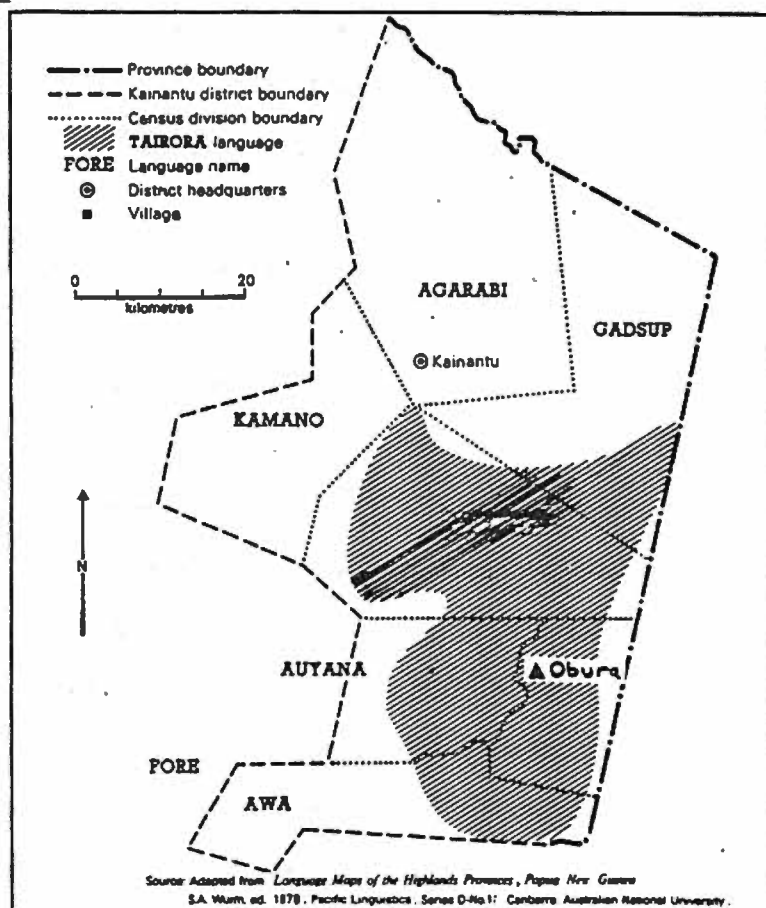 Province boundary
Kainantu district boundary
Census division boundary
TAIRORA language
FORE Language name
District headquarters
Village
0 20
kilometres
AGARABI
GADSUP
Kainantu
KAMANO
N
AUYANA
Obura
FORE
AWA
Source: Adapted from Language Maps of the Highlands Provinces, Papua New Guinea
S.A. Wurm, ed. 1978, Pacific Linguistics, Series D-No.11 Canberra. Australian National University.